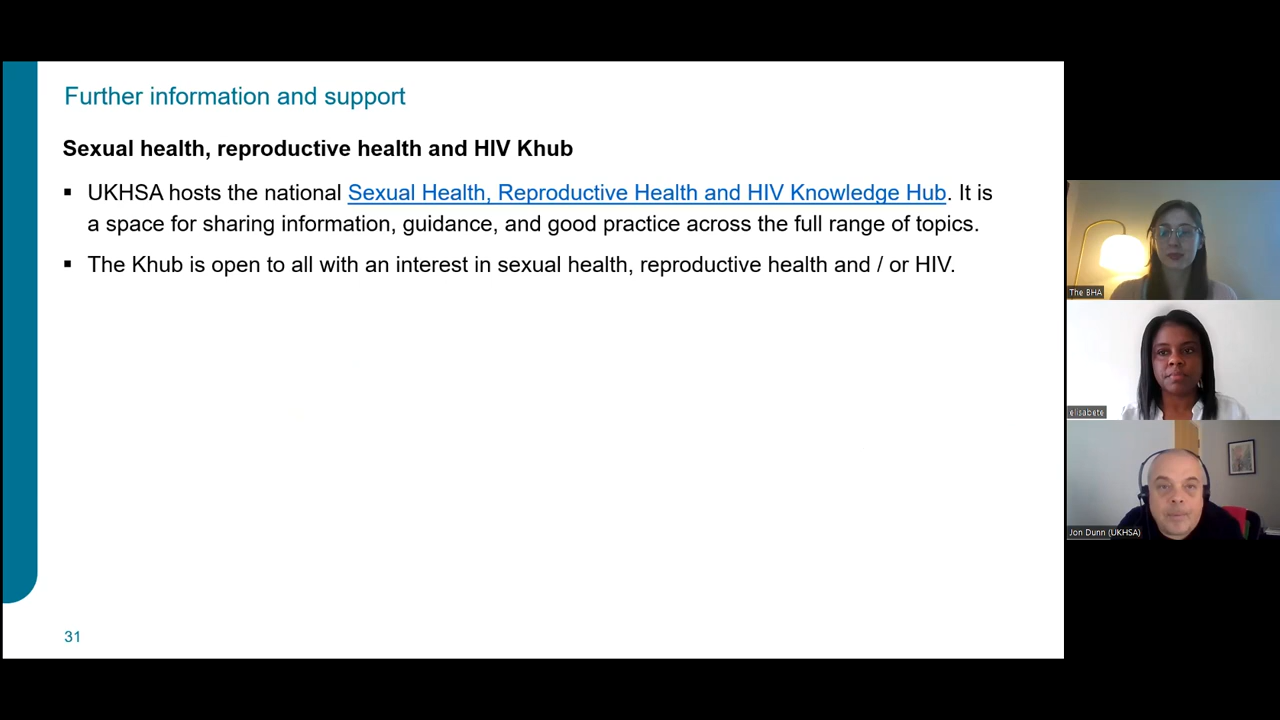 Further information and support
Sexual health, reproductive health and HIV Khub
▪ UKHSA hosts the national Sexual Health, Reproductive Health and HIV Knowledge Hub. It is
a space for sharing information, guidance, and good practice across the full range of topics.
▪ The Khub is open to all with an interest in sexual health, reproductive health and / or HIV.
31
The BHA
elisabete
Jon Dunn (UKHSA)